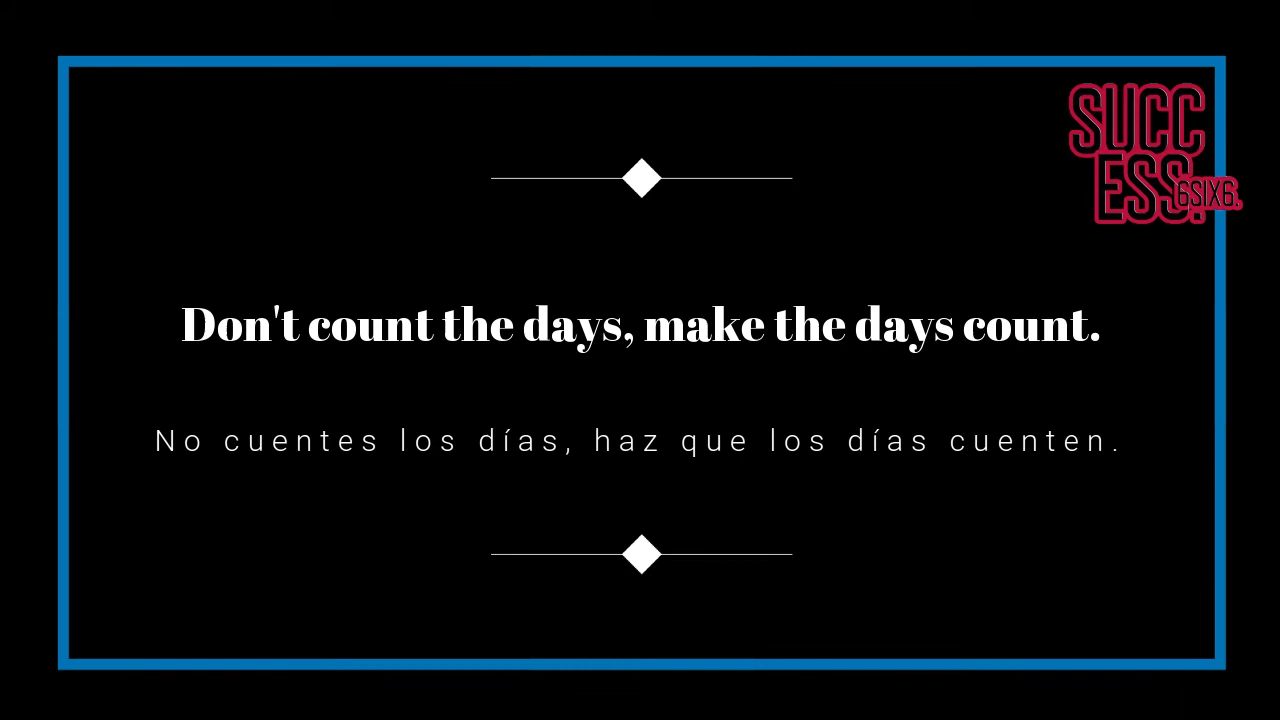 SUCC
ESS.
6SIX6.
Don't count the days, make the days count.
No cuentes los días, haz que los días cuenten.